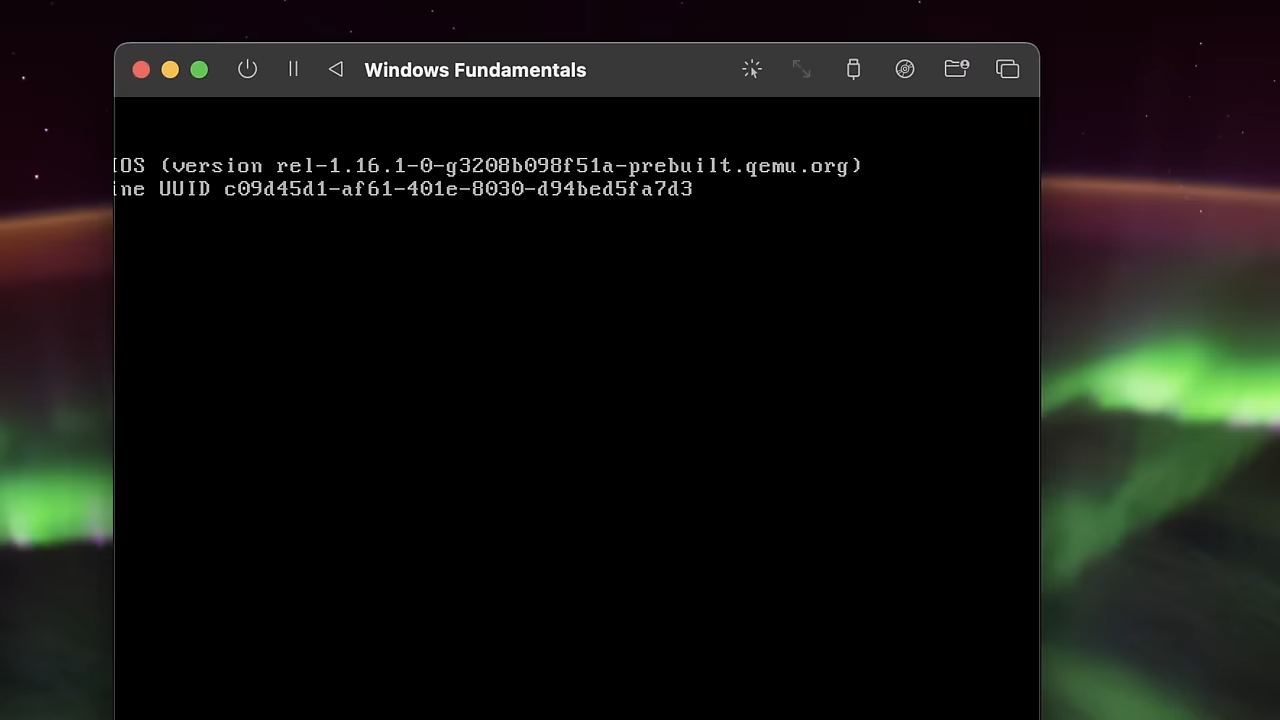 Windows Fundamentals
IOS (version rel-1.16.1-0-g3208b098f51a-prebuilt.qemu.org)
ine UUID c09d45d1-af61-401e-8030-d94bed5fa7d3